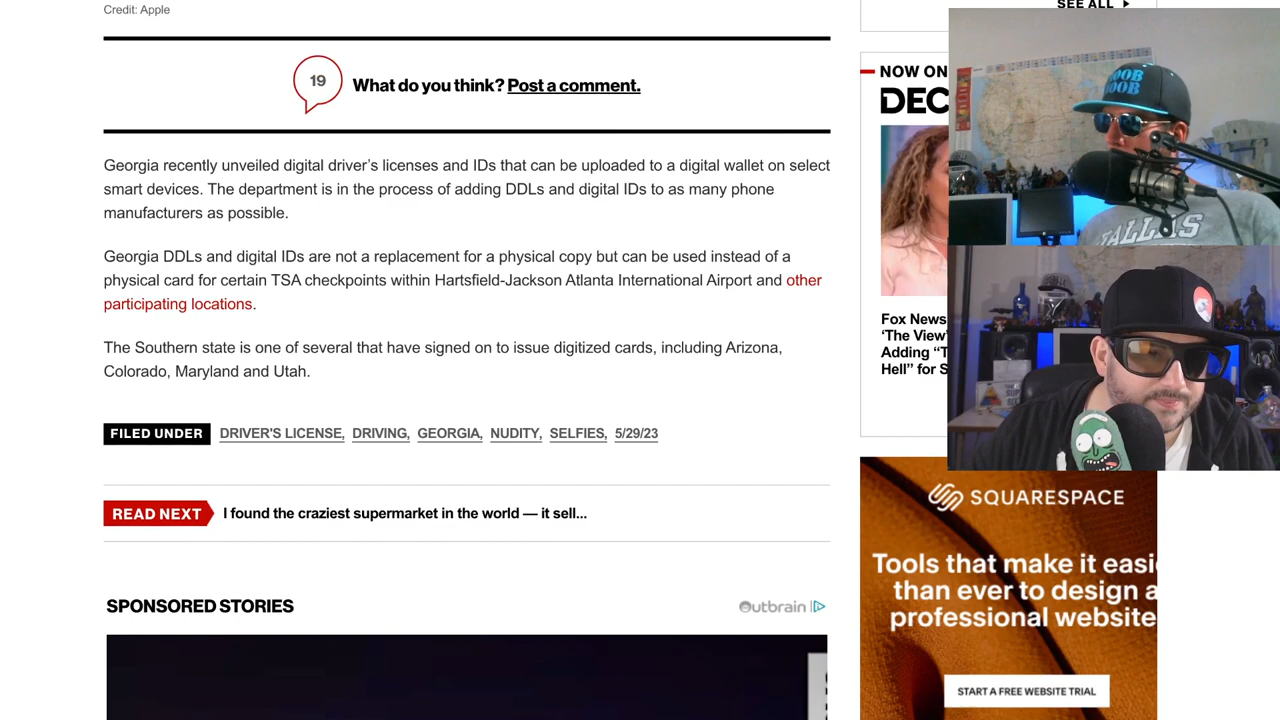 Credit: Apple
SEE ALL
19
What do you think? Post a comment.
NOW ON
DEC
Georgia recently unveiled digital driver's licenses and IDs that can be uploaded to a digital wallet on select
smart devices. The department is in the process of adding DDLs and digital IDs to as many phone
manufacturers as possible.
Georgia DDLs and digital IDs are not a replacement for a physical copy but can be used instead of a
physical card for certain TSA checkpoints within Hartsfield-Jackson Atlanta International Airport and other
participating locations.
The Southern state is one of several that have signed on to issue digitized cards, including Arizona,
Colorado, Maryland and Utah.
Fox News
'The View'
Adding "T
Hell" for S
FILED UNDER DRIVER'S LICENSE, DRIVING, GEORGIA, NUDITY, SELFIES, 5/29/23
READ NEXT I found the craziest supermarket in the world — it sell...
SPONSORED STORIES
Outbrain
SQUARESPACE
Tools that make it easi
than ever to design a
professional website
START A FREE WEBSITE TRIAL